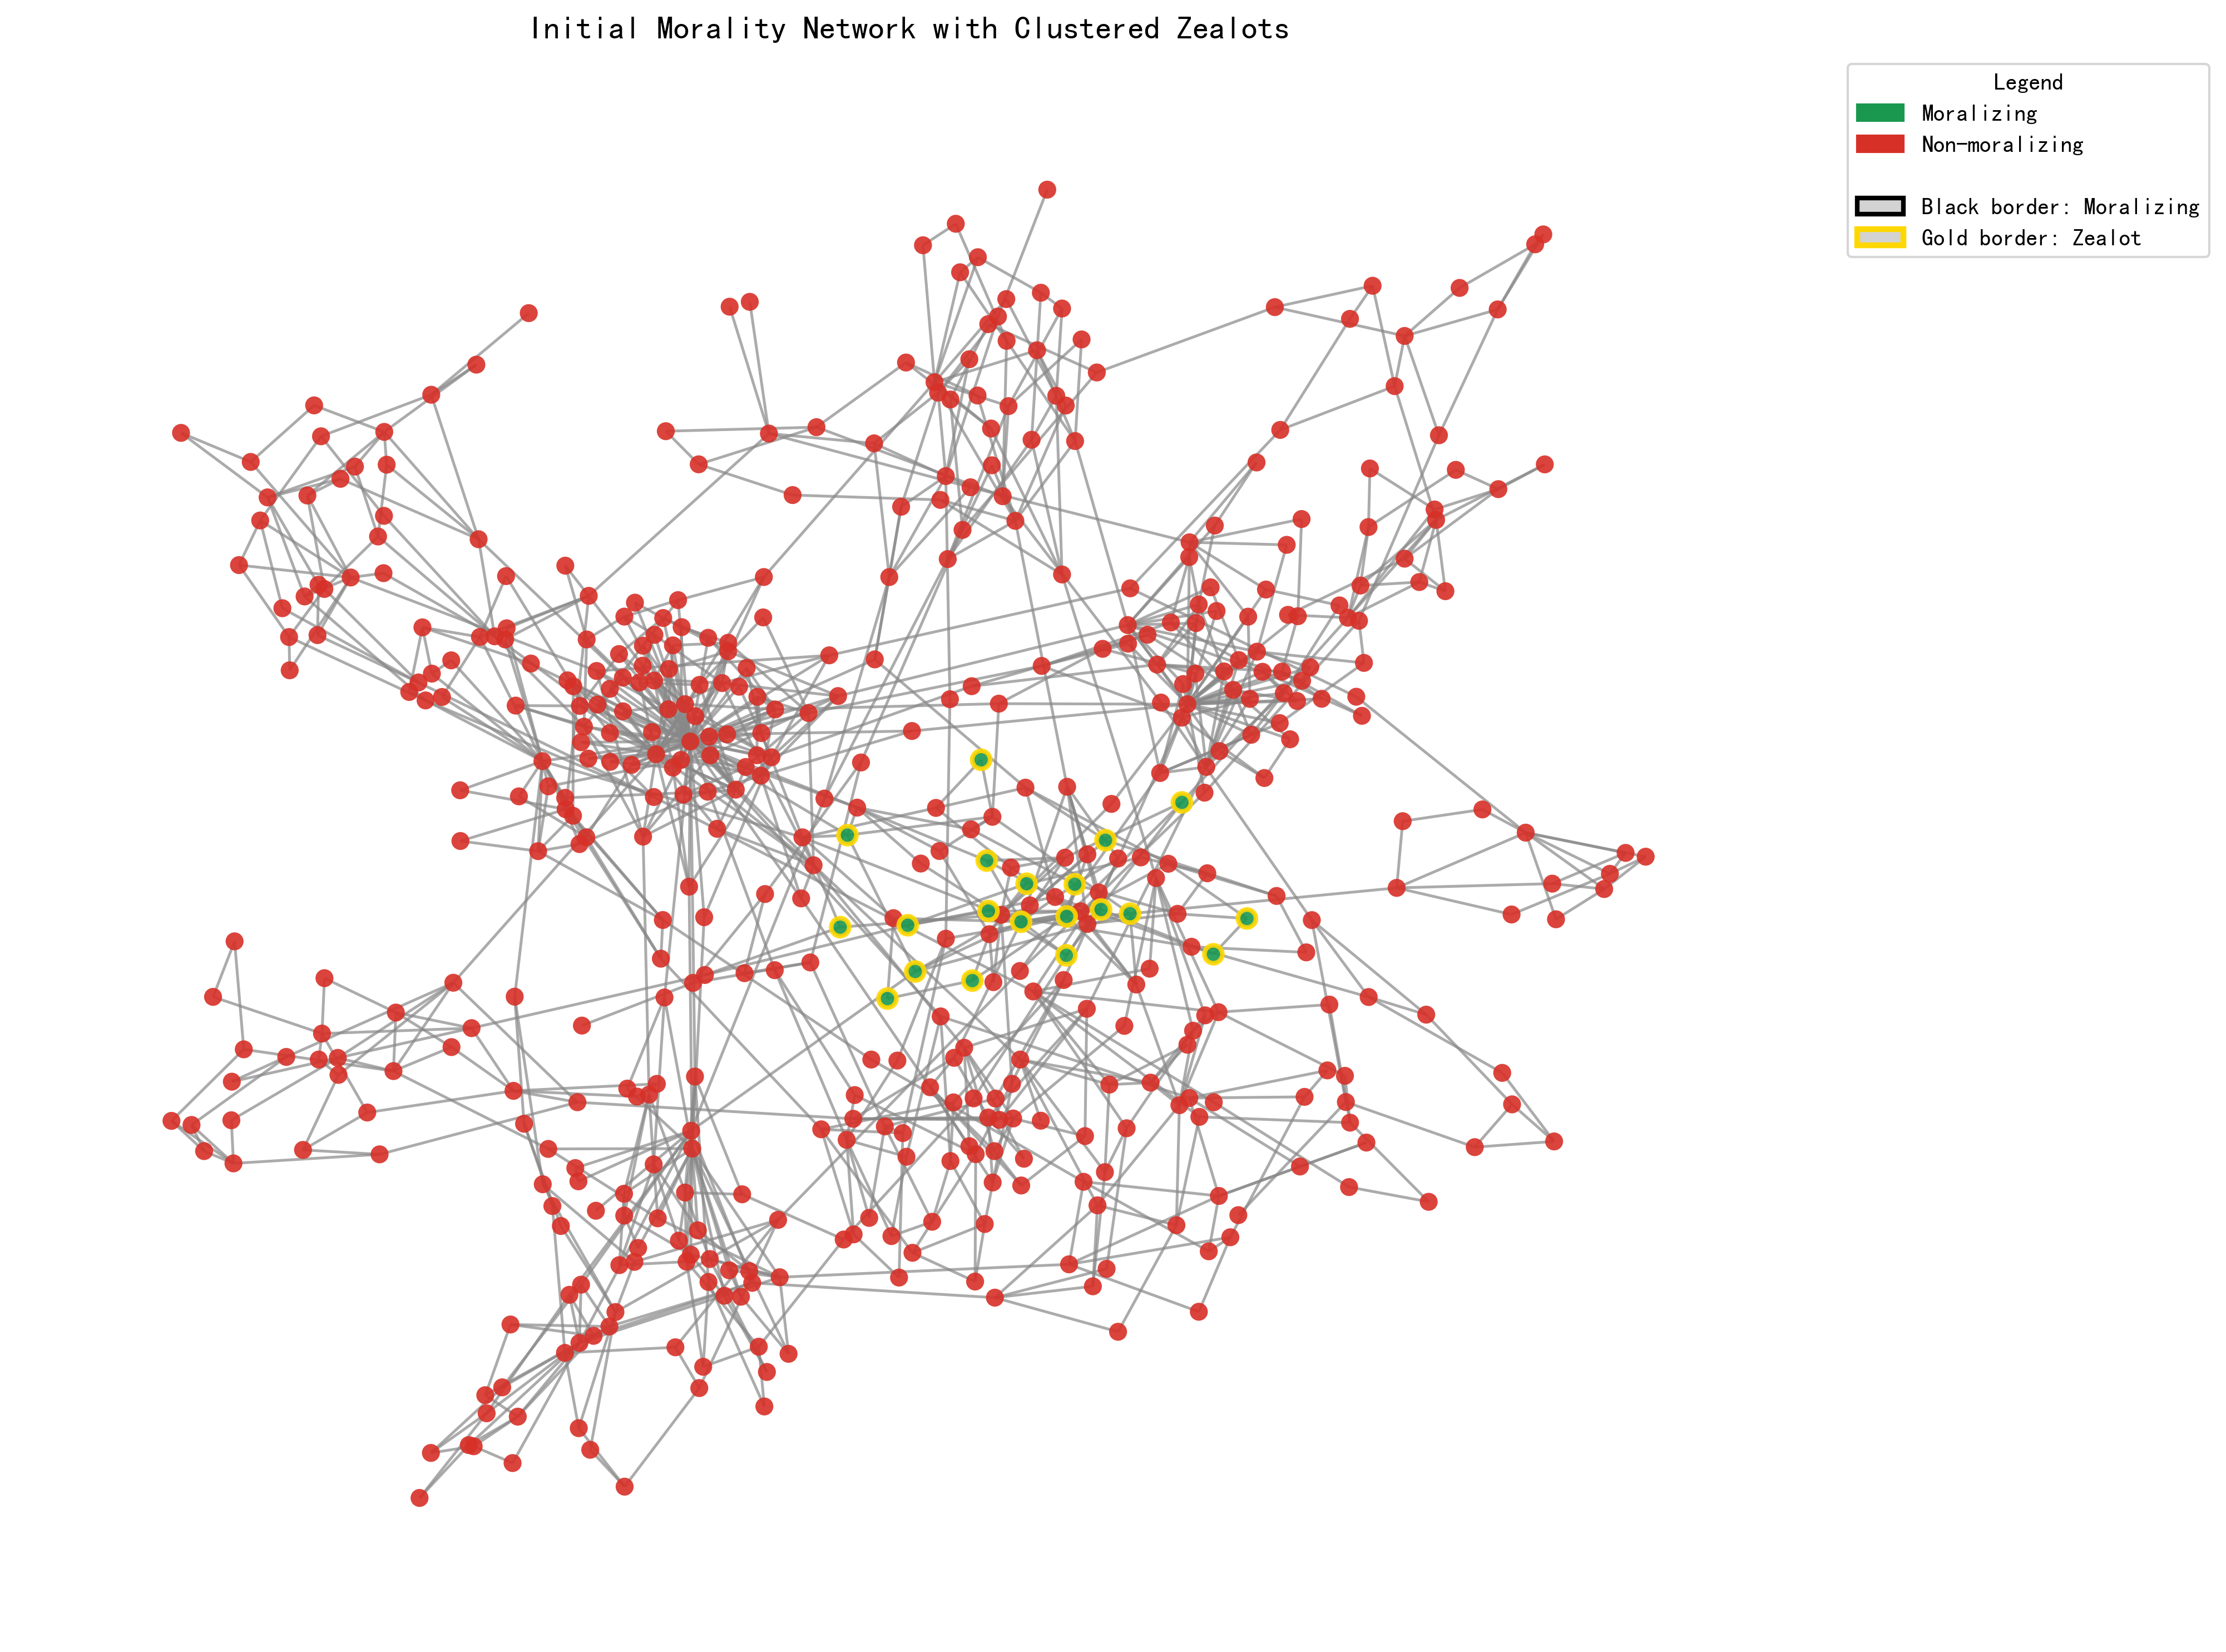 Initial Morality Network with Clustered Zealots
Legend
Moralizing
Non-moralizing
Black border: Moralizing
Gold border: Zealot